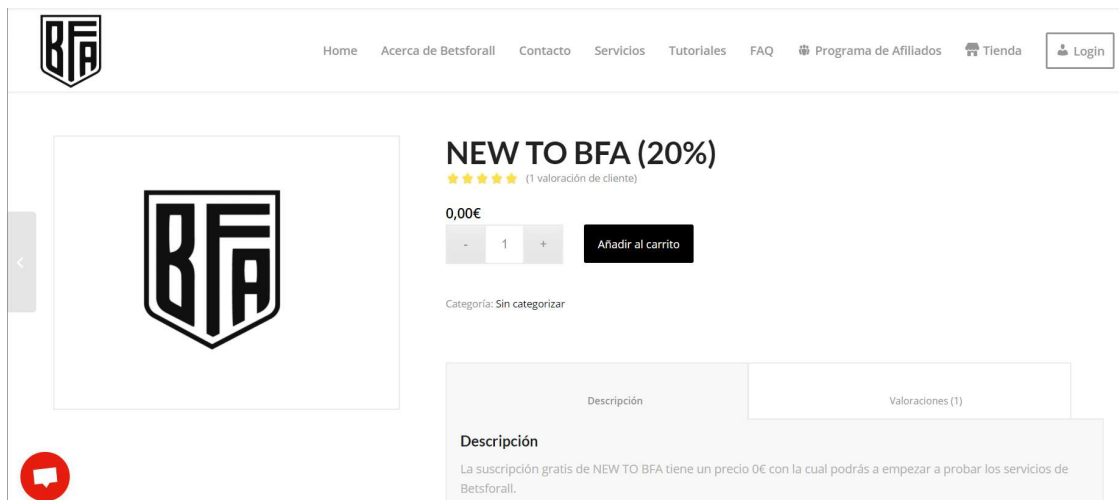 BFA
Home Acerca de Betsforall Contacto Servicios Tutoriales FAQ Programa de Afiliados Tienda Login
BFA
NEW TO BFA (20%)
(1 valoración de cliente)
0,00€
- 1 +
Añadir al carrito
Categoría: Sin categorizar
Descripción
Valoraciones (1)
Descripción
La suscripción gratis de NEW TO BFA tiene un precio 0€ con la cual podrás a empezar a probar los servicios de
Betsforall.